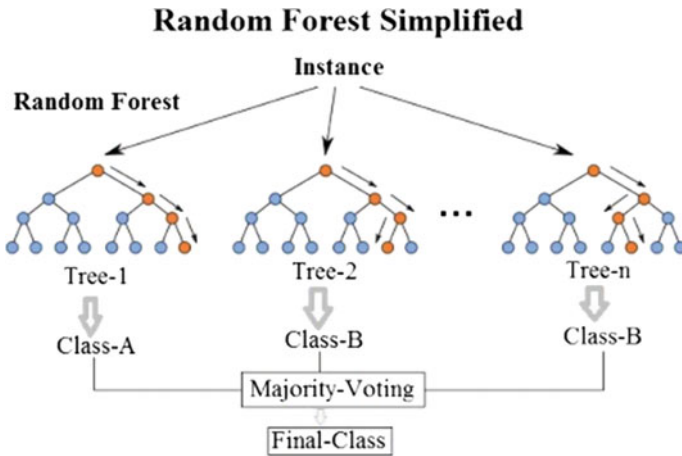 Random Forest Simplified
Instance
Random Forest
...
Tree-1
Tree-2
Tree-n
Class-A
Class-B
Class-B
Majority-Voting
Final-Class